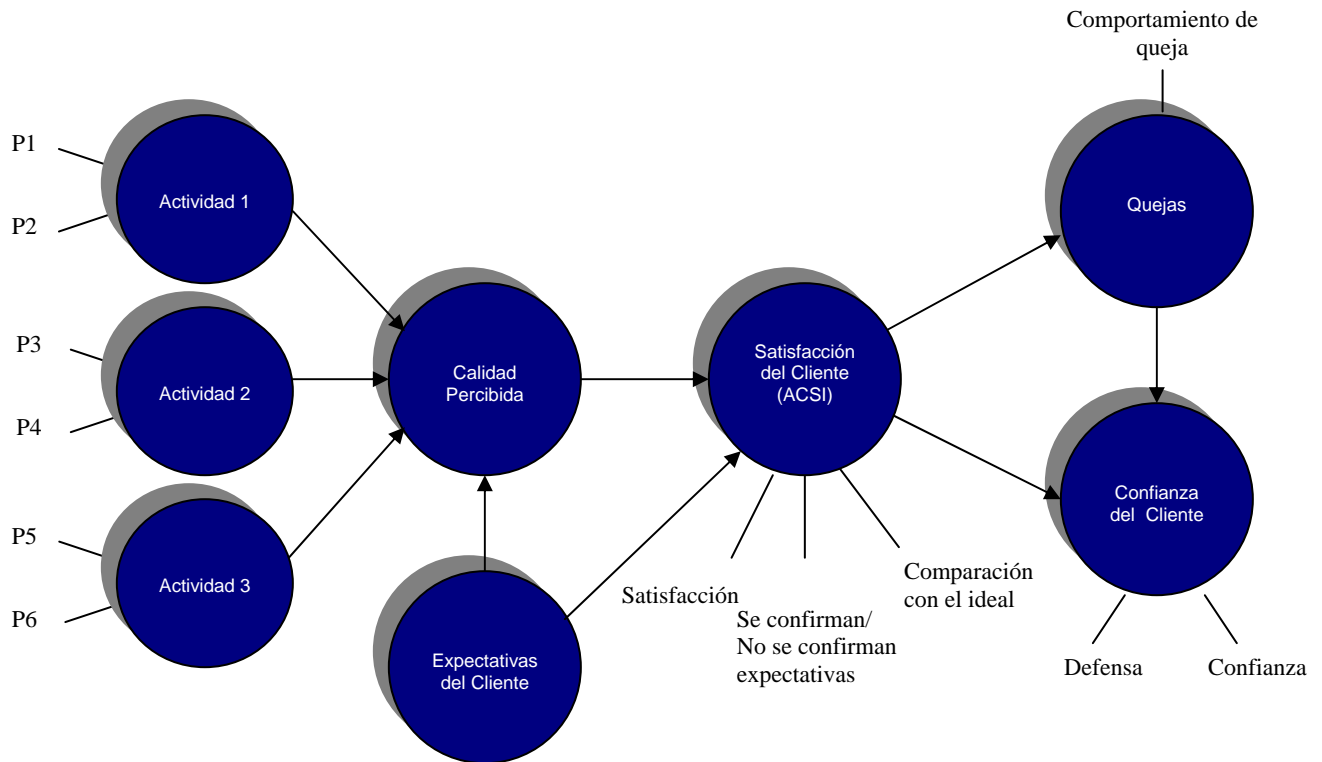 Comportamiento de
queja
P1
P2
Actividad 1
Quejas
P3
P4
Actividad 2
Calidad
Percibida
Satisfacción
del Cliente
(ACSI)
P5
P6
Actividad 3
Expectativas
del Cliente
Satisfacción
Se confirman/
No se confirman
expectativas
Comparación
con el ideal
Confianza
del Cliente
Defensa
Confianza